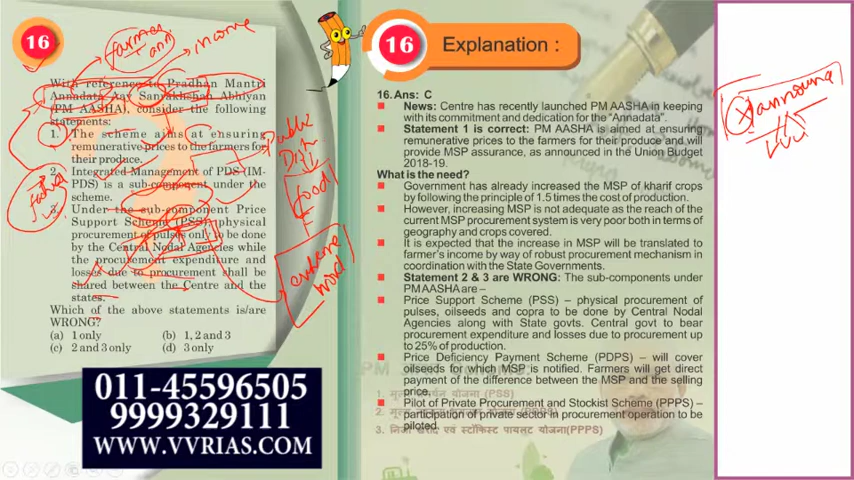 16
farmer
income
With reference to Pradhan Mantri
Annadata Aay Sanrakshan Abhiyan
(PM AASHA), consider the following
statements:
1. The scheme aims at ensuring
remunerative prices to the farmers for
their produce.
2. Integrated Management of PDS (IM-
PDS) is a sub-component under the
scheme.
3. Under the sub-component Price
Support Scheme (PSS), physical
procurement of pulses only to be done
by the Central Nodal Agencies while
the procurement expenditure and
losses due to procurement shall be
shared between the Centre and the
states.
Which of the above statements is/are
WRONG?
(a) 1 only
(b) 1, 2 and 3
(c) 2 and 3 only
(d) 3 only
Public
food
extreme
word
011-45596505
9999329111
WWW.VVRIAS.COM
16 Explanation :
16. Ans: C
News: Centre has recently launched PM AASHA in keeping
with its commitment and dedication for the "Annadata".
Statement 1 is correct: PM AASHA is aimed at ensuring
remunerative prices to the farmers for their produce and will
provide MSP assurance, as announced in the Union Budget
2018-19.
What is the need?
Government has already increased the MSP of kharif crops
by following the principle of 1.5 times the cost of production.
However, increasing MSP is not adequate as the reach of the
current MSP procurement system is very poor both in terms of
geography and crops covered.
It is expected that the increase in MSP will be translated to
farmer's income by way of robust procurement mechanism in
coordination with the State Governments.
Statement 2 & 3 are WRONG: The sub-components under
PM AASHA are –
Price Support Scheme (PSS) - physical procurement of
pulses, oilseeds and copra to be done by Central Nodal
Agencies along with State govts. Central govt to bear
procurement expenditure and losses due to procurement up
to 25% of production.
Price Deficiency Payment Scheme (PDPS) – will cover
oilseeds for which MSP is notified. Farmers will get direct
payment of the difference between the MSP and the selling
price.
Pilot of Private Procurement and Stockist Scheme (PPPS) –
participation of private sector in procurement operation to be
piloted.
3. निजी खरीद एवं स्टॉकिस्ट पायलट योजना(PPPS)